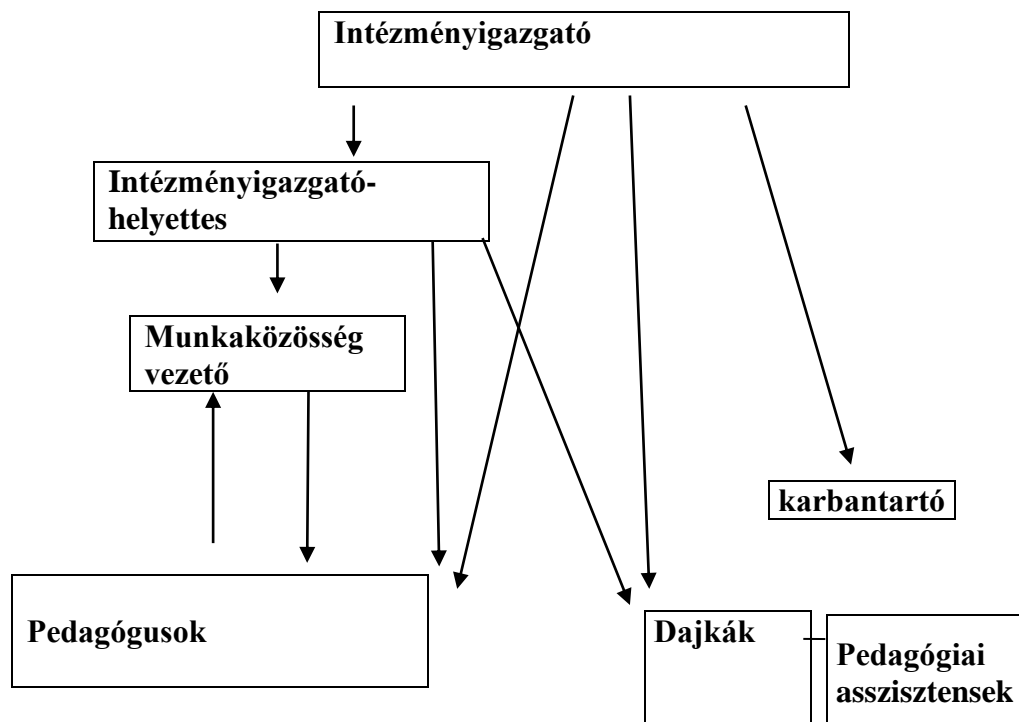 Intézményigazgató
Intézményigazgató-
helyettes
Munkaközösség
vezető
karbantartó
Pedagógusok
Dajkák
Pedagógiai
asszisztensek